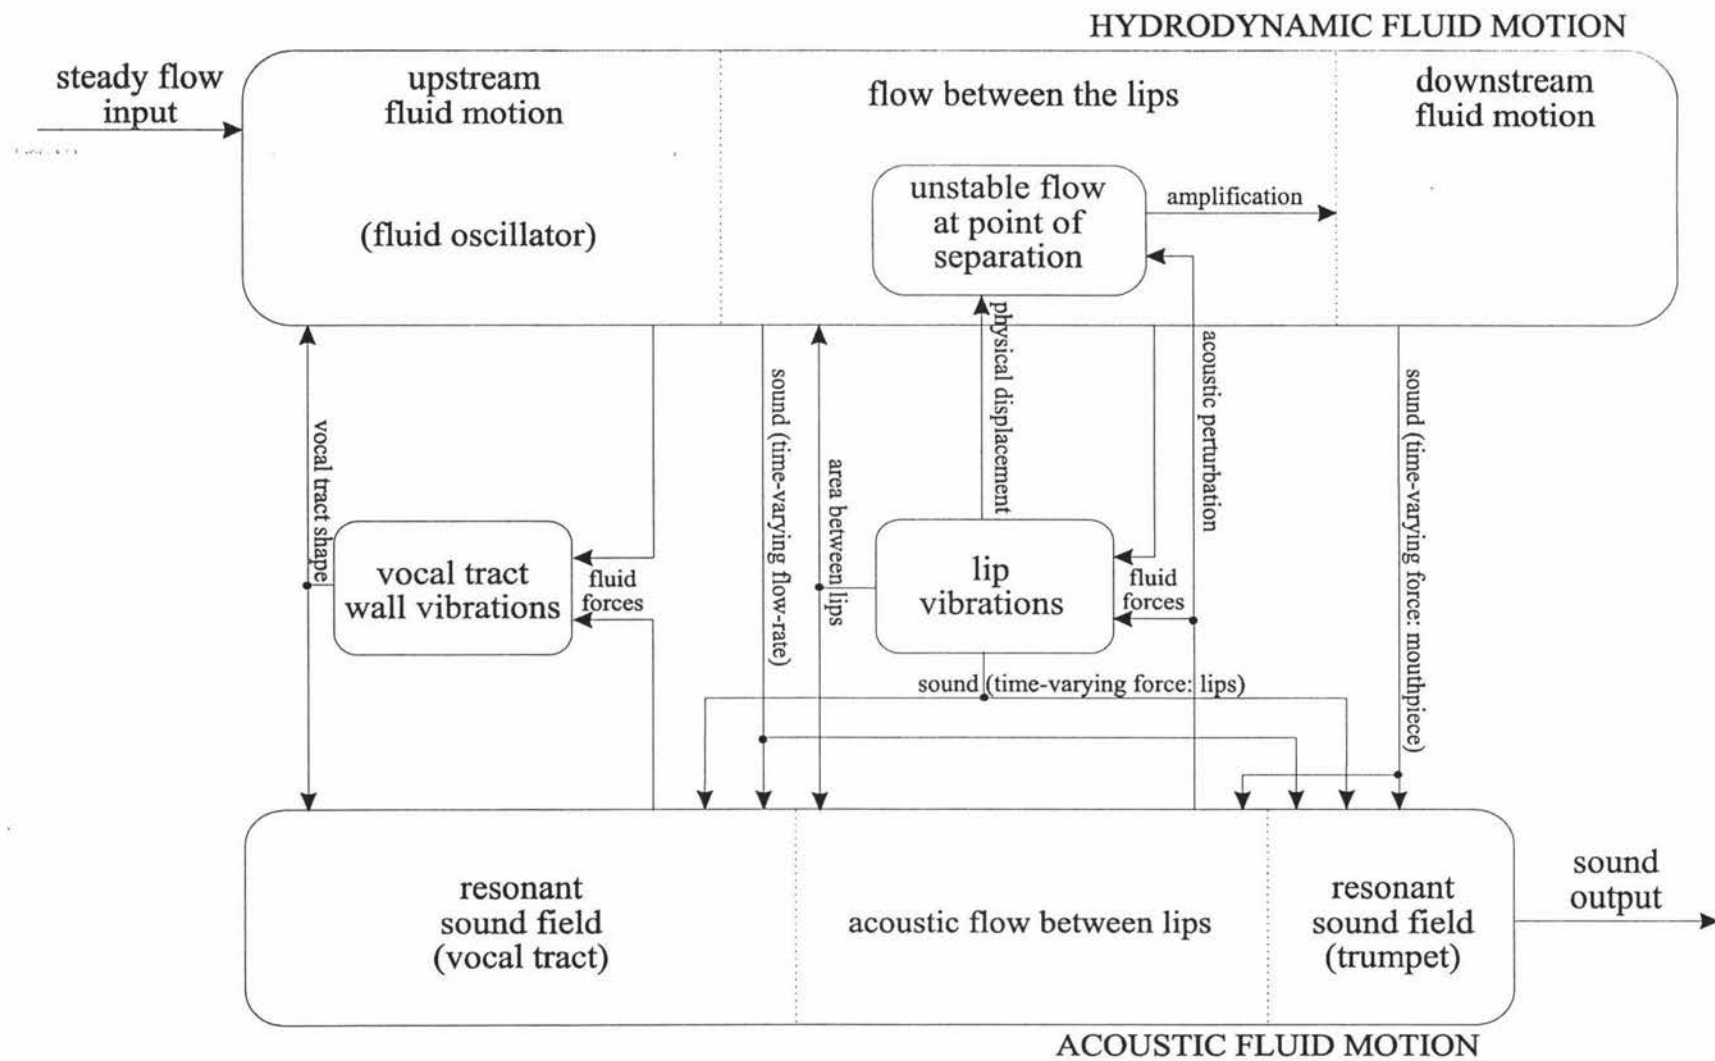 HYDRODYNAMIC FLUID MOTION
steady flow
input
upstream
fluid motion
flow between the lips
downstream
fluid motion
(fluid oscillator)
unstable flow
at point of
separation
amplification
vocal tract shape
sound (time-varying flow-rate)
area between lips
physical displacement
acoustic perturbation
sound (time-varying force: mouthpiece)
vocal tract
wall vibrations
fluid
forces
lip
vibrations
fluid
forces
sound (time-varying force: lips)
resonant
sound field
(vocal tract)
acoustic flow between lips
resonant
sound field
(trumpet)
sound
output
ACOUSTIC FLUID MOTION